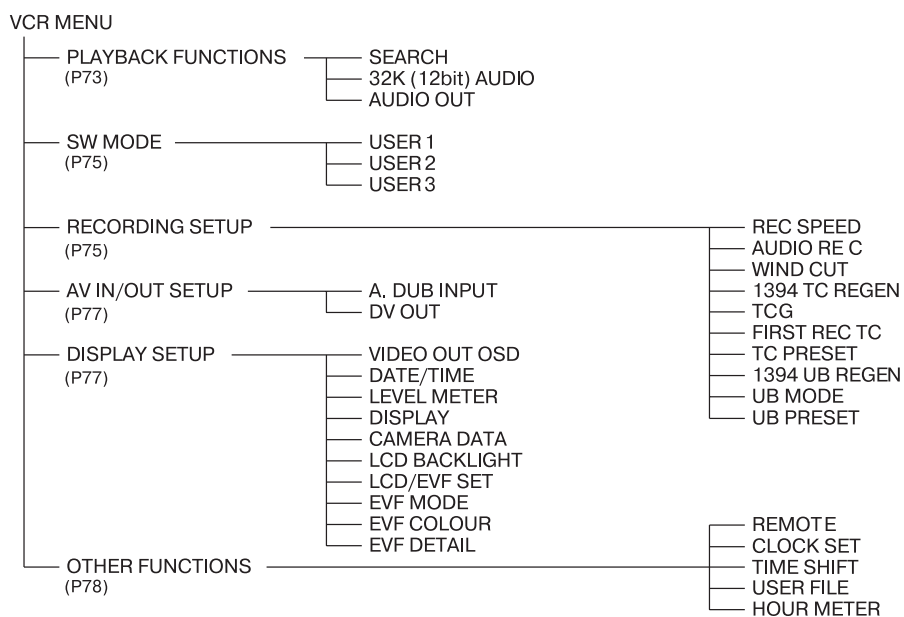 VCR MENU
PLAYBACK FUNCTIONS
(P73)
SEARCH
32K (12bit) AUDIO
AUDIO OUT
SW MODE
(P75)
USER 1
USER 2
USER 3
RECORDING SETUP
(P75)
REC SPEED
AUDIO RE C
WIND CUT
1394 TC REGEN
TCG
FIRST REC TC
TC PRESET
1394 UB REGEN
UB MODE
UB PRESET
AV IN/OUT SETUP
(P77)
A. DUB INPUT
DV OUT
DISPLAY SETUP
(P77)
VIDEO OUT OSD
DATE/TIME
LEVEL METER
DISPLAY
CAMERA DATA
LCD BACKLIGHT
LCD/EVF SET
EVF MODE
EVF COLOUR
EVF DETAIL
OTHER FUNCTIONS
(P78)
REMOTE
CLOCK SET
TIME SHIFT
USER FILE
HOUR METER